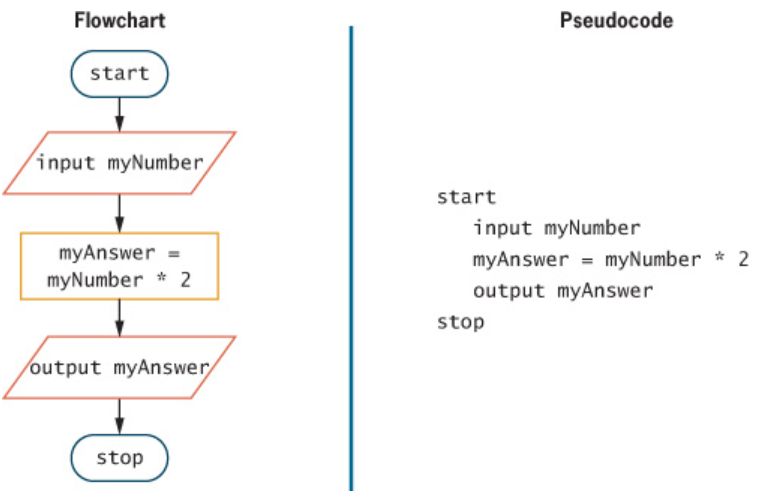 Flowchart
start
input myNumber
myAnswer =
myNumber * 2
output myAnswer
stop
Pseudocode
start
input myNumber
myAnswer = myNumber * 2
output myAnswer
stop